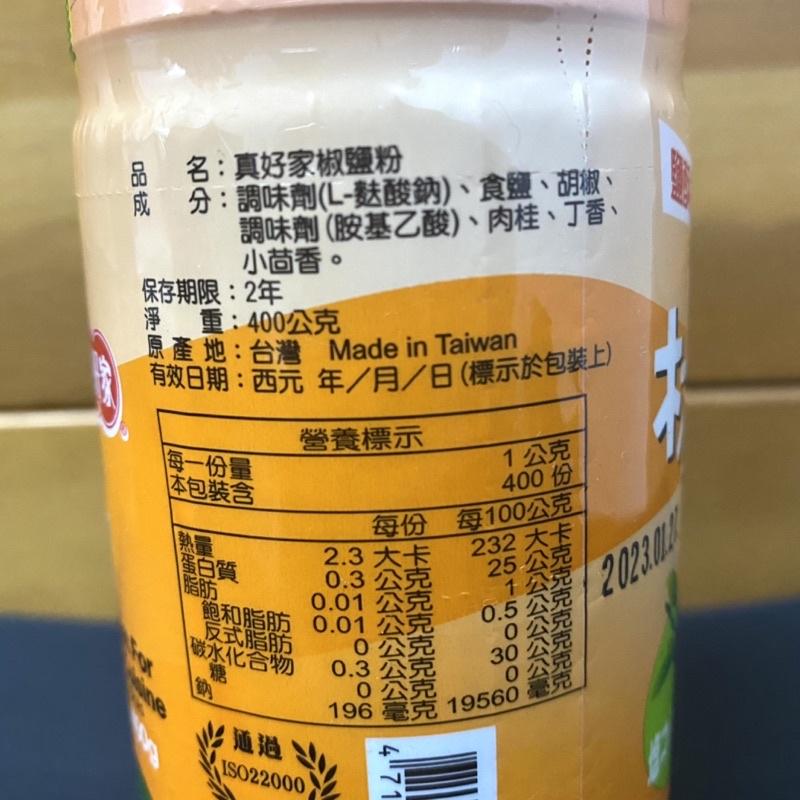 品　　名：真好家椒鹽粉
成　　分：調味劑(L-麩酸鈉)、食鹽、胡椒、
調味劑(胺基乙酸)、肉桂、丁香、
小茴香。
保存期限：2年
淨　　重：400公克
原 產 地：台灣　Made in Taiwan
有效日期：西元 年／月／日(標示於包裝上)
營養標示
每一份量 1 公克
本包裝含 400 份
每份 每100公克
熱量 2.3 大卡 232 大卡
蛋白質 0.3 公克 25 公克
脂肪 0.01 公克 1 公克
飽和脂肪 0.01 公克 0.5 公克
反式脂肪 0 公克 0 公克
碳水化合物 0.3 公克 30 公克
糖 0 公克 0 公克
鈉 196 毫克 19560 毫克
通過
ISO22000
家
For
2023.01.2
4 71